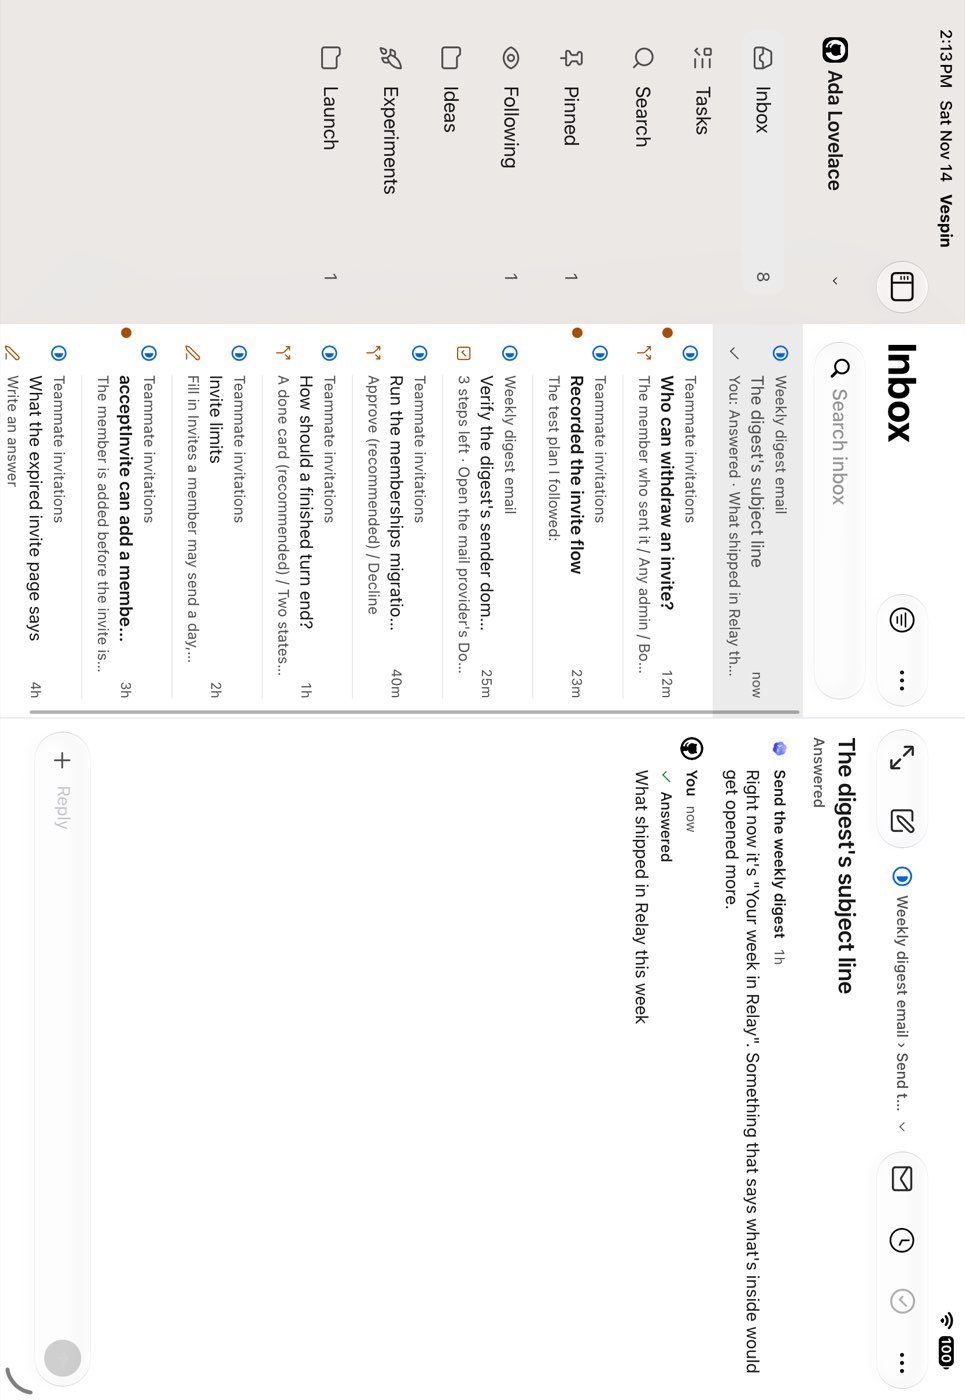 2:13 PM Sat Nov 14 Vespin
100
Ada Lovelace
Inbox 8
Tasks
Search
Pinned 1
Following 1
Ideas
Experiments
Launch 1
Inbox
Search inbox
Weekly digest email
The digest's subject line now
You: Answered · What shipped in Relay th...
Teammate invitations
Who can withdraw an invite? 12m
The member who sent it / Any admin / Bo...
Teammate invitations
Recorded the invite flow 23m
The test plan I followed:
Weekly digest email
Verify the digest's sender dom... 25m
3 steps left · Open the mail provider's Do...
Teammate invitations
Run the memberships migratio... 40m
Approve (recommended) / Decline
Teammate invitations
How should a finished turn end? 1h
A done card (recommended) / Two states...
Teammate invitations
Invite limits 2h
Fill in Invites a member may send a day,...
Teammate invitations
acceptInvite can add a membe... 3h
The member is added before the invite is...
Teammate invitations
What the expired invite page says 4h
Write an answer
Weekly digest email › Send t...
The digest's subject line
Answered
Send the weekly digest 1h
Right now it's "Your week in Relay". Something that says what's inside would
get opened more.
You now
Answered
What shipped in Relay this week
Reply